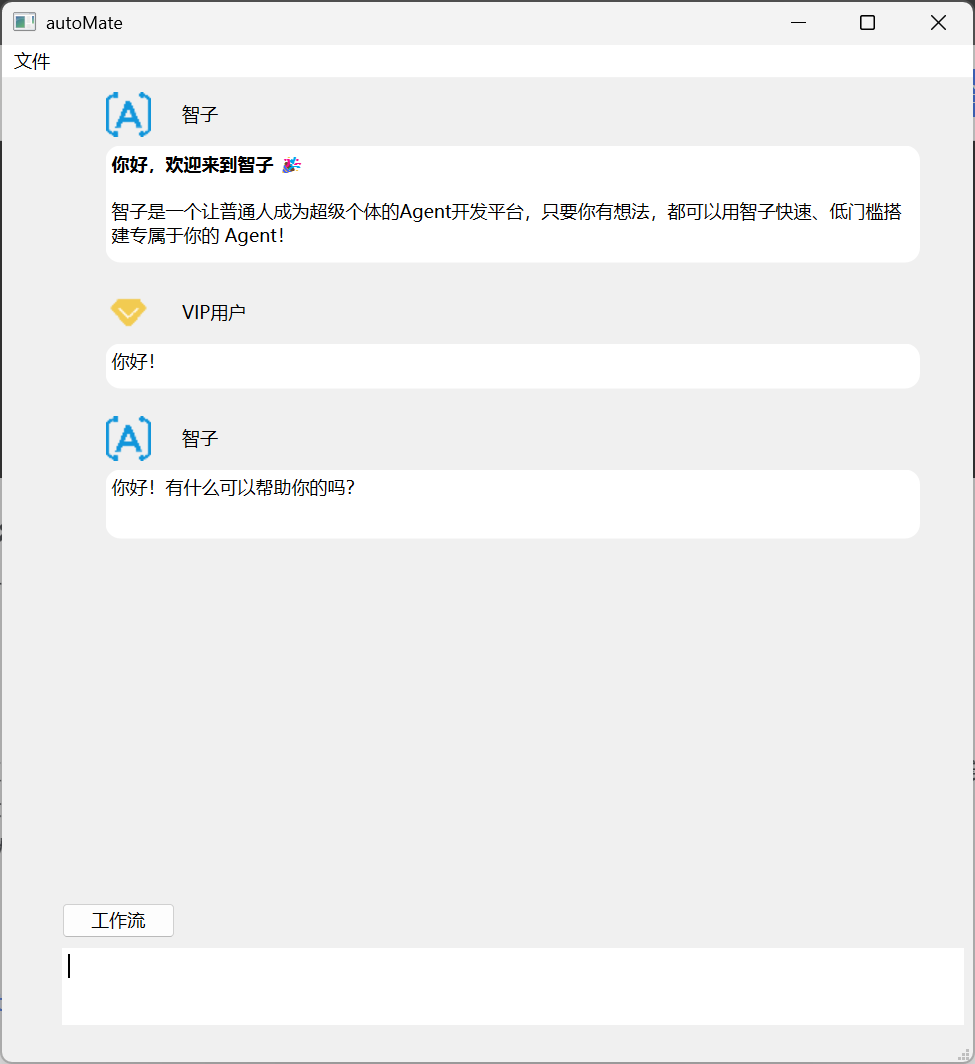 autoMate
文件
智子
你好，欢迎来到智子 🎉
智子是一个让普通人成为超级个体的Agent开发平台，只要你有想法，都可以用智子快速、低门槛搭
建专属于你的 Agent！
VIP用户
你好！
智子
你好！有什么可以帮助你的吗？
工作流